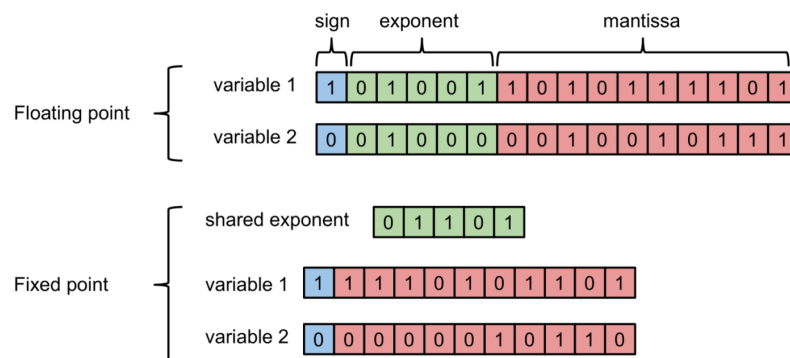 sign exponent mantissa
variable 1 1 0 1 0 0 1 1 0 1 0 1 1 1 1 0 1
Floating point
variable 2 0 0 1 0 0 0 0 0 1 0 0 1 0 1 1 1
shared exponent 0 1 1 0 1
Fixed point
variable 1 1 1 1 1 0 1 0 1 1 0 1
variable 2 0 0 0 0 0 0 1 0 1 1 0